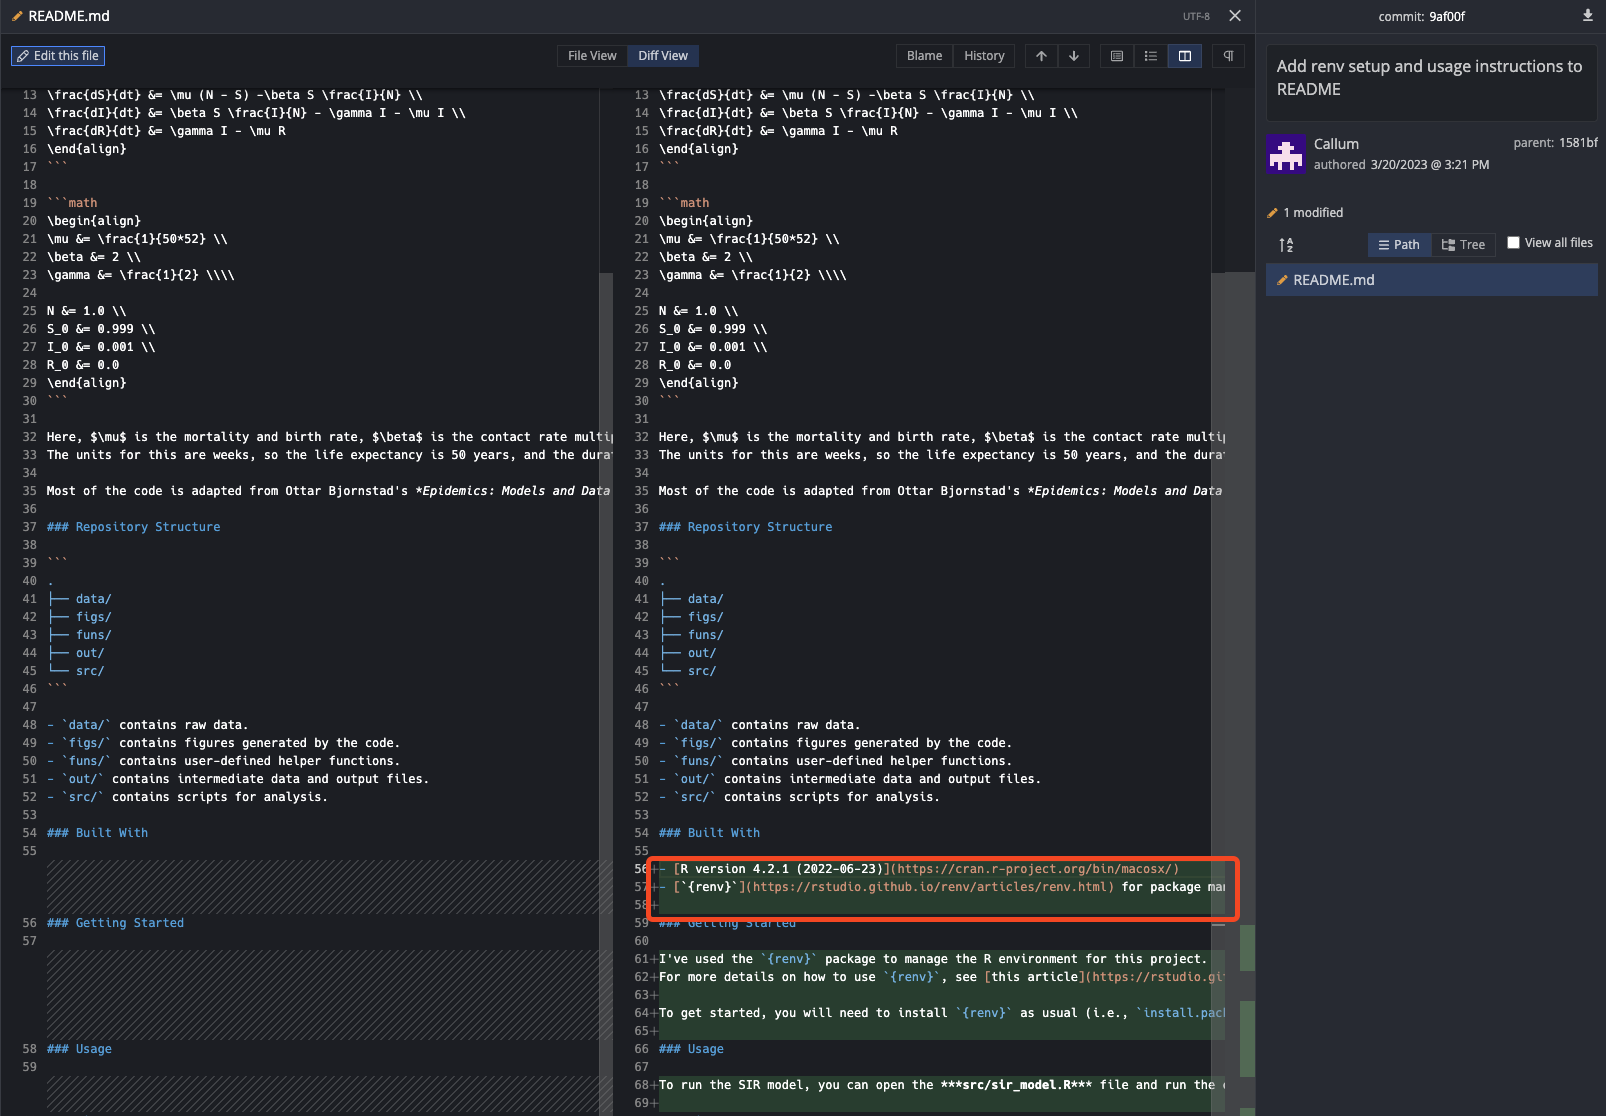 README.md
UTF-8
commit: 9af00f
Edit this file
File View
Diff View
Blame
History
Add renv setup and usage instructions to
README
Callum
parent: 1581bf
authored 3/20/2023 @ 3:21 PM
1 modified
Path
Tree
View all files
README.md
13 \frac{dS}{dt} &= \mu (N - S) -\beta S \frac{I}{N} \\
14 \frac{dI}{dt} &= \beta S \frac{I}{N} - \gamma I - \mu I \\
15 \frac{dR}{dt} &= \gamma I - \mu R
16 \end{align}
17 ```
18
19 ```math
20 \begin{align}
21 \mu &= \frac{1}{50*52} \\
22 \beta &= 2 \\
23 \gamma &= \frac{1}{2} \\\\
24
25 N &= 1.0 \\
26 S_0 &= 0.999 \\
27 I_0 &= 0.001 \\
28 R_0 &= 0.0
29 \end{align}
30 ```
31
32 Here, $\mu$ is the mortality and birth rate, $\beta$ is the contact rate
33 The units for this are weeks, so the life expectancy is 50 years, and the
34
35 Most of the code is adapted from Ottar Bjornstad's *Epidemics: Models and Data
36
37 ### Repository Structure
38
39 ```
40 .
41 ├── data/
42 ├── figs/
43 ├── funs/
44 ├── out/
45 └── src/
46 ```
47
48 - `data/` contains raw data.
49 - `figs/` contains figures generated by the code.
50 - `funs/` contains user-defined helper functions.
51 - `out/` contains intermediate data and output files.
52 - `src/` contains scripts for analysis.
53
54 ### Built With
55
56 ### Getting Started
57
58 ### Usage
59
13 \frac{dS}{dt} &= \mu (N - S) -\beta S \frac{I}{N} \\
14 \frac{dI}{dt} &= \beta S \frac{I}{N} - \gamma I - \mu I \\
15 \frac{dR}{dt} &= \gamma I - \mu R
16 \end{align}
17 ```
18
19 ```math
20 \begin{align}
21 \mu &= \frac{1}{50*52} \\
22 \beta &= 2 \\
23 \gamma &= \frac{1}{2} \\\\
24
25 N &= 1.0 \\
26 S_0 &= 0.999 \\
27 I_0 &= 0.001 \\
28 R_0 &= 0.0
29 \end{align}
30 ```
31
32 Here, $\mu$ is the mortality and birth rate, $\beta$ is the contact rate
33 The units for this are weeks, so the life expectancy is 50 years, and the
34
35 Most of the code is adapted from Ottar Bjornstad's *Epidemics: Models and Data
36
37 ### Repository Structure
38
39 ```
40 .
41 ├── data/
42 ├── figs/
43 ├── funs/
44 ├── out/
45 └── src/
46 ```
47
48 - `data/` contains raw data.
49 - `figs/` contains figures generated by the code.
50 - `funs/` contains user-defined helper functions.
51 - `out/` contains intermediate data and output files.
52 - `src/` contains scripts for analysis.
53
54 ### Built With
55
56+- [R version 4.2.1 (2022-06-23)](https://cran.r-project.org/bin/macosx/)
57+- [`{renv}`](https://rstudio.github.io/renv/articles/renv.html) for package
58+
59 ### Getting Started
60
61+I've used the `{renv}` package to manage the R environment for this project.
62+For more details on how to use `{renv}`, see [this article](https://rstudio.gi
63+
64+To get started, you will need to install `{renv}` as usual (i.e., `install.pac
65+
66 ### Usage
67
68+To run the SIR model, you can open the ***src/sir_model.R*** file and run the
69+